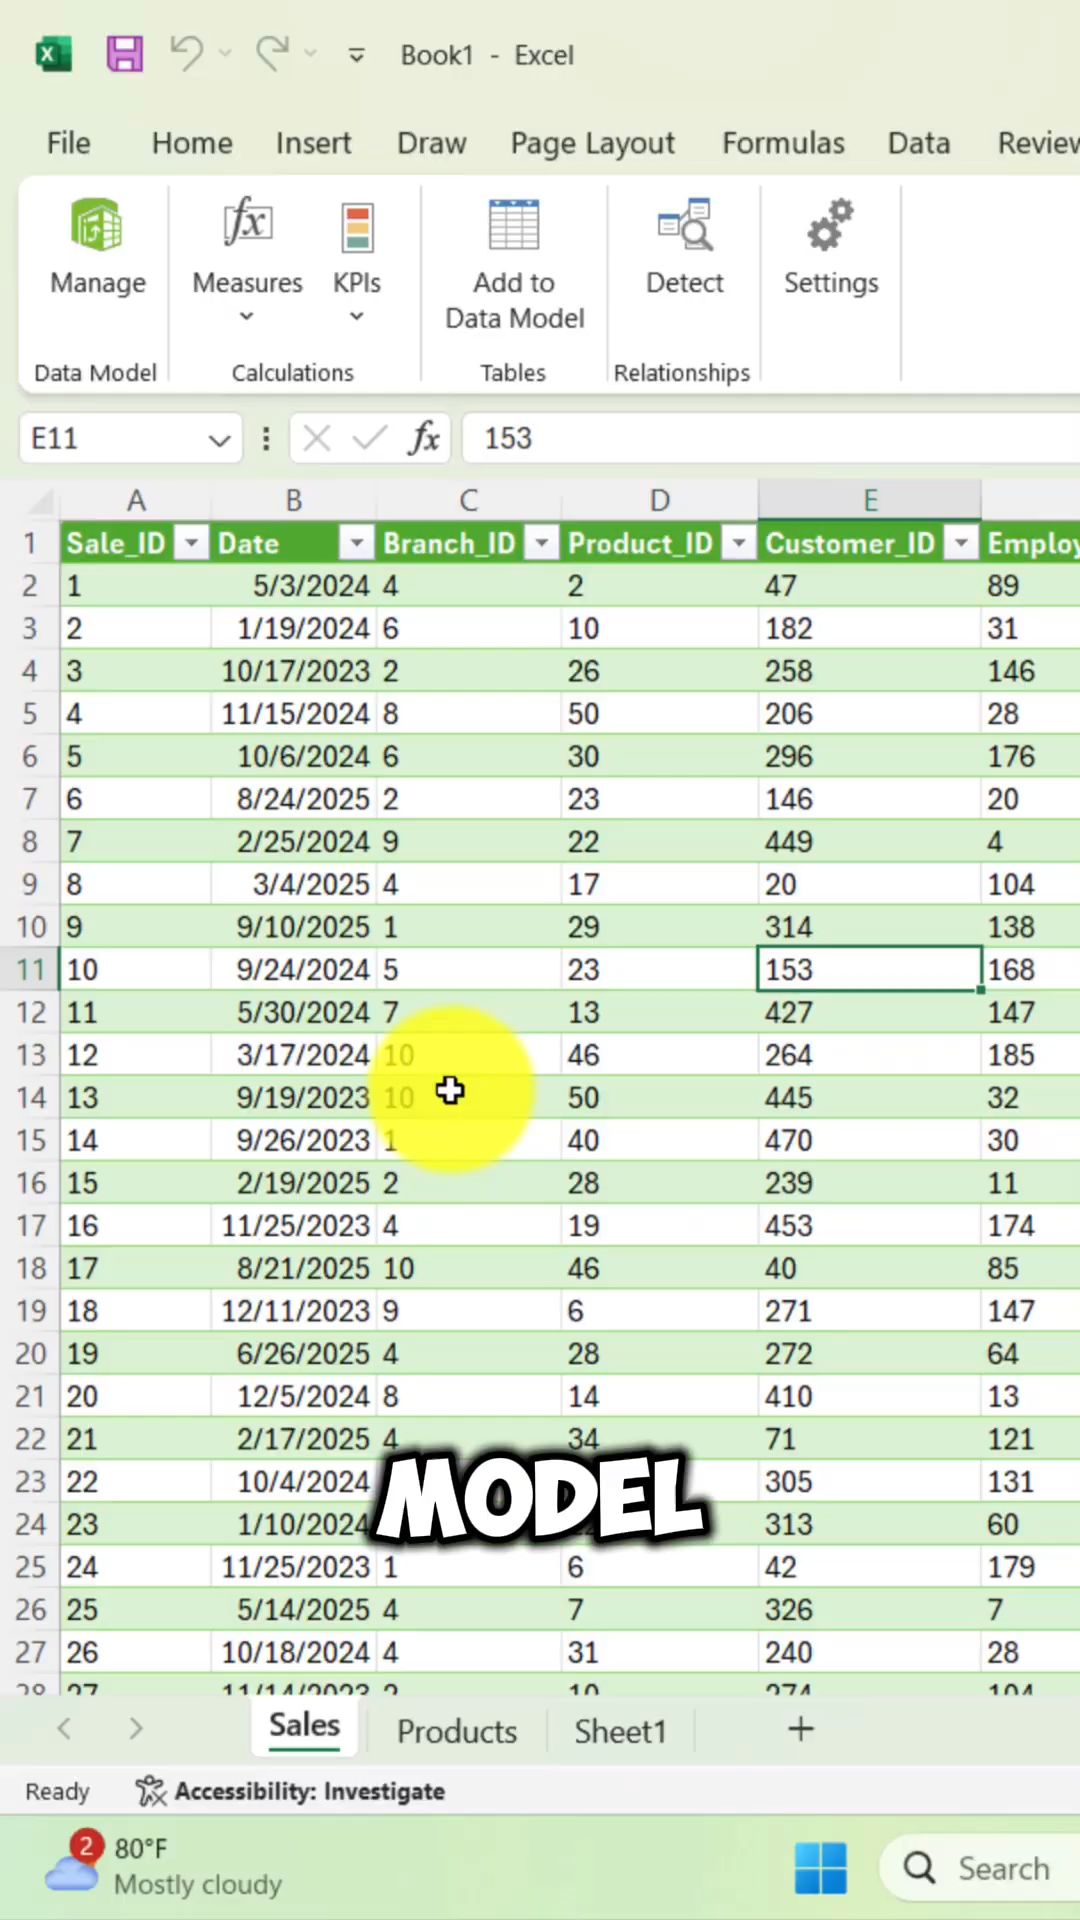 Book1 - Excel
File Home Insert Draw Page Layout Formulas Data Review
Manage Measures KPIs Add to Data Model Detect Settings
Data Model Calculations Tables Relationships
E11 fx 153
A B C D E
1 Sale_ID Date Branch_ID Product_ID Customer_ID Employ
2 1 5/3/2024 4 2 47 89
3 2 1/19/2024 6 10 182 31
4 3 10/17/2023 2 26 258 146
5 4 11/15/2024 8 50 206 28
6 5 10/6/2024 6 30 296 176
7 6 8/24/2025 2 23 146 20
8 7 2/25/2024 9 22 449 4
9 8 3/4/2025 4 17 20 104
10 9 9/10/2025 1 29 314 138
11 10 9/24/2024 5 23 153 168
12 11 5/30/2024 7 13 427 147
13 12 3/17/2024 10 46 264 185
14 13 9/19/2023 10 50 445 32
15 14 9/26/2023 1 40 470 30
16 15 2/19/2025 2 28 239 11
17 16 11/25/2023 4 19 453 174
18 17 8/21/2025 10 46 40 85
19 18 12/11/2023 9 6 271 147
20 19 6/26/2025 4 28 272 64
21 20 12/5/2024 8 14 410 13
22 21 2/17/2025 4 34 71 121
23 22 10/4/2024 305 131
MODEL
24 23 1/10/2024 313 60
25 24 11/25/2023 1 6 42 179
26 25 5/14/2025 4 7 326 7
27 26 10/18/2024 4 31 240 28
28 27 11/14/2023 2 10 274 104
Sales Products Sheet1 +
Ready Accessibility: Investigate
2 80°F
Mostly cloudy
Search